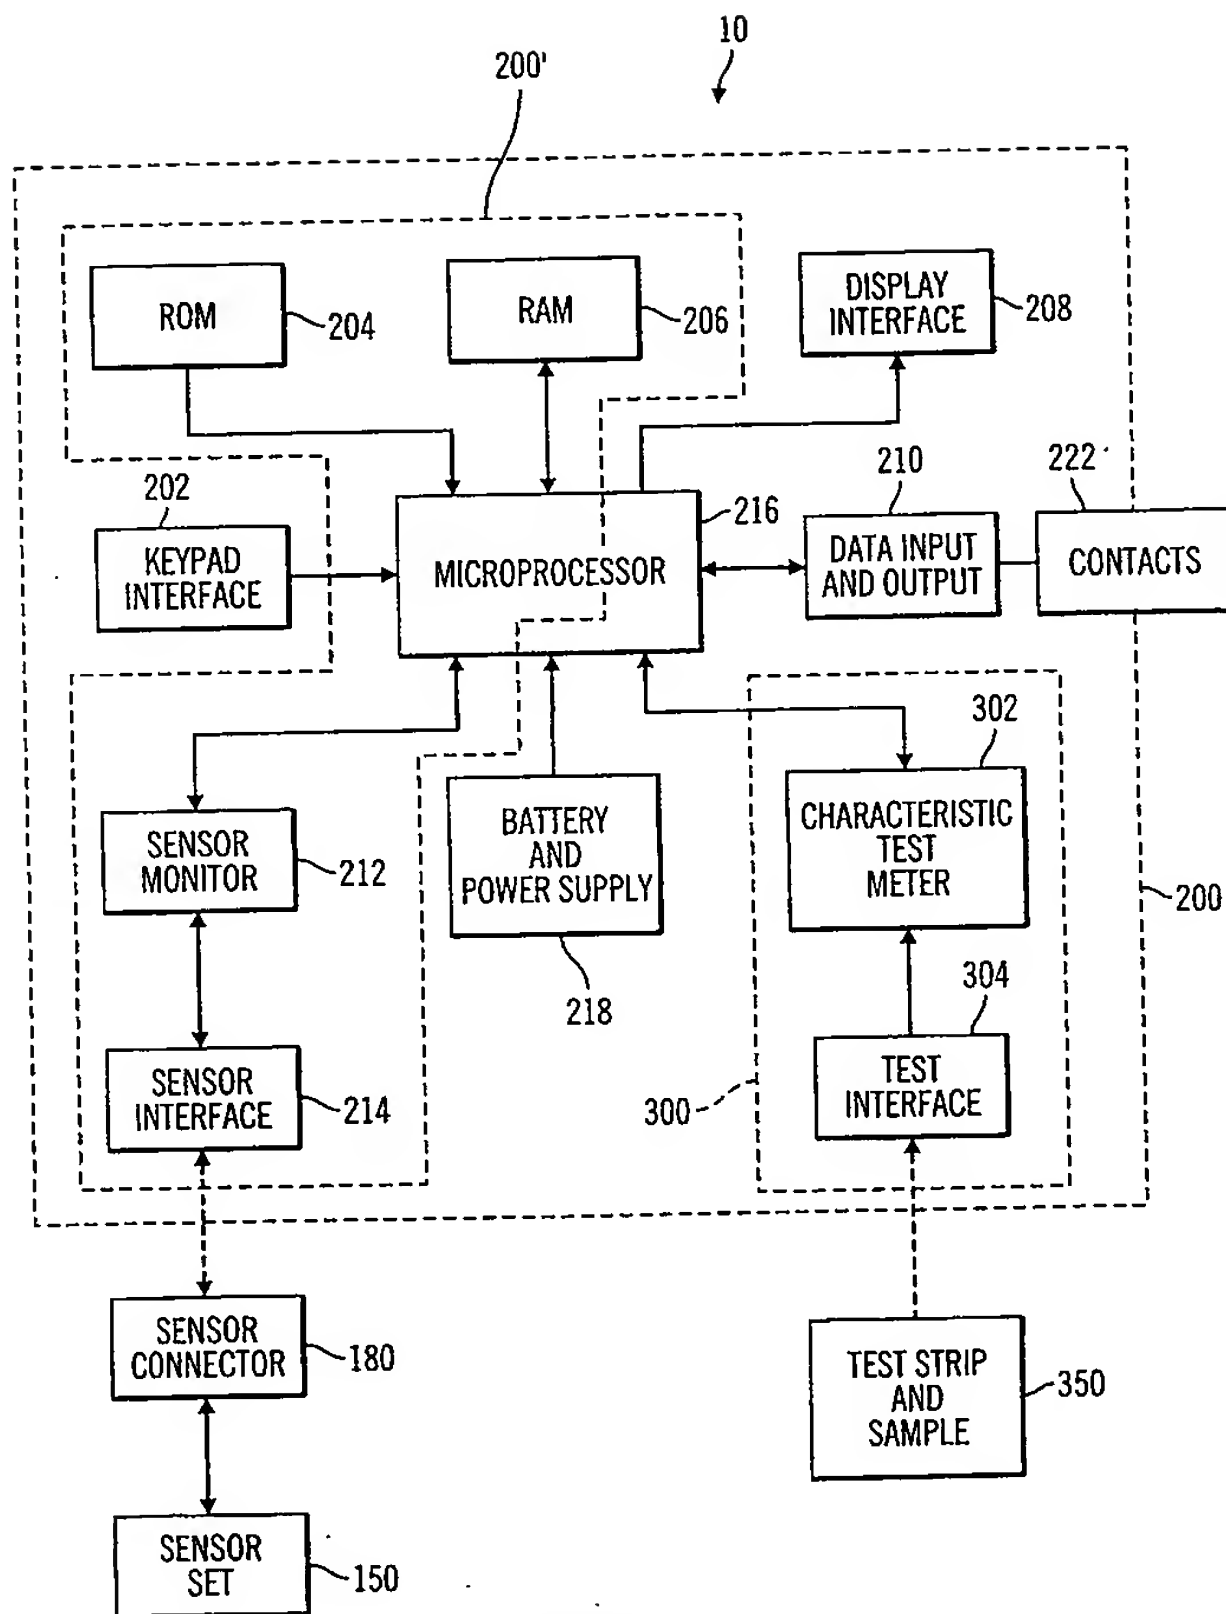 10
200'
ROM
204
RAM
206
DISPLAY
INTERFACE
208
202
KEYPAD
INTERFACE
MICROPROCESSOR
216
210
DATA INPUT
AND OUTPUT
222
CONTACTS
SENSOR
MONITOR
212
BATTERY
AND
POWER SUPPLY
218
302
CHARACTERISTIC
TEST
METER
200
304
TEST
INTERFACE
300
SENSOR
INTERFACE
214
SENSOR
CONNECTOR
180
TEST STRIP
AND
SAMPLE
350
SENSOR
SET
150